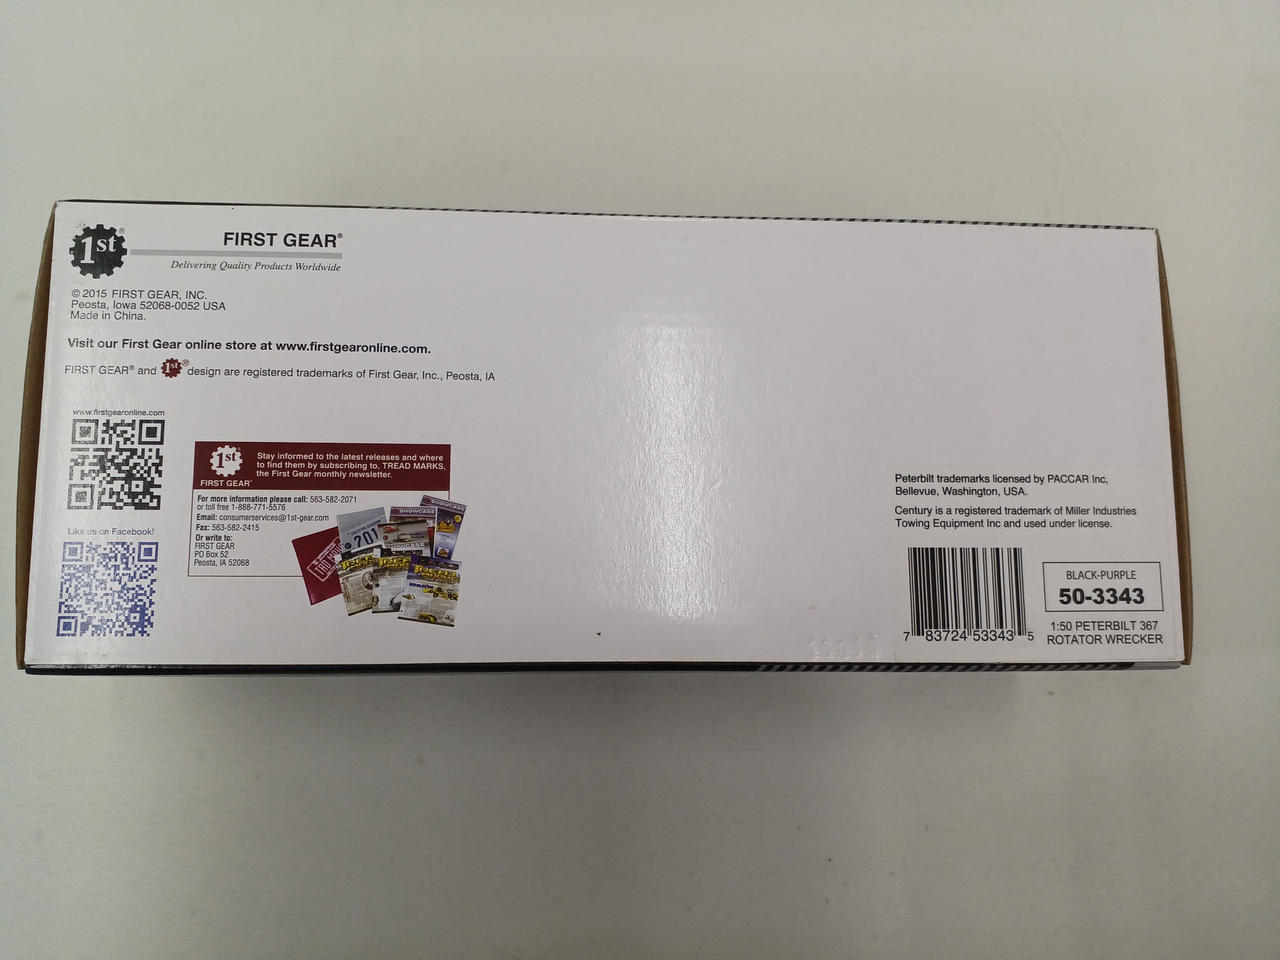 1st ®
FIRST GEAR®
Delivering Quality Products Worldwide
© 2015 FIRST GEAR, INC.
Peosta, Iowa 52068-0052 USA
Made in China.
Visit our First Gear online store at www.firstgearonline.com.
FIRST GEAR® and 1st ® design are registered trademarks of First Gear, Inc., Peosta, IA
www.firstgearonline.com
Like us on Facebook!
1st
FIRST GEAR®
Stay informed to the latest releases and where
to find them by subscribing to, TREAD MARKS,
the First Gear monthly newsletter.
For more information please call: 563-582-2071
or toll free 1-888-771-5576
Email: consumerservices@1st-gear.com
Fax: 563-582-2415
Or write to:
FIRST GEAR
PO Box 52
Peosta, IA 52068
SHOWCASE
SHOWCASE
SHOWCASE
201
KOMATSU
Peterbilt trademarks licensed by PACCAR Inc,
Bellevue, Washington, USA.
Century is a registered trademark of Miller Industries
Towing Equipment Inc and used under license.
7 83724 53343 5
BLACK-PURPLE
50-3343
1:50 PETERBILT 367
ROTATOR WRECKER